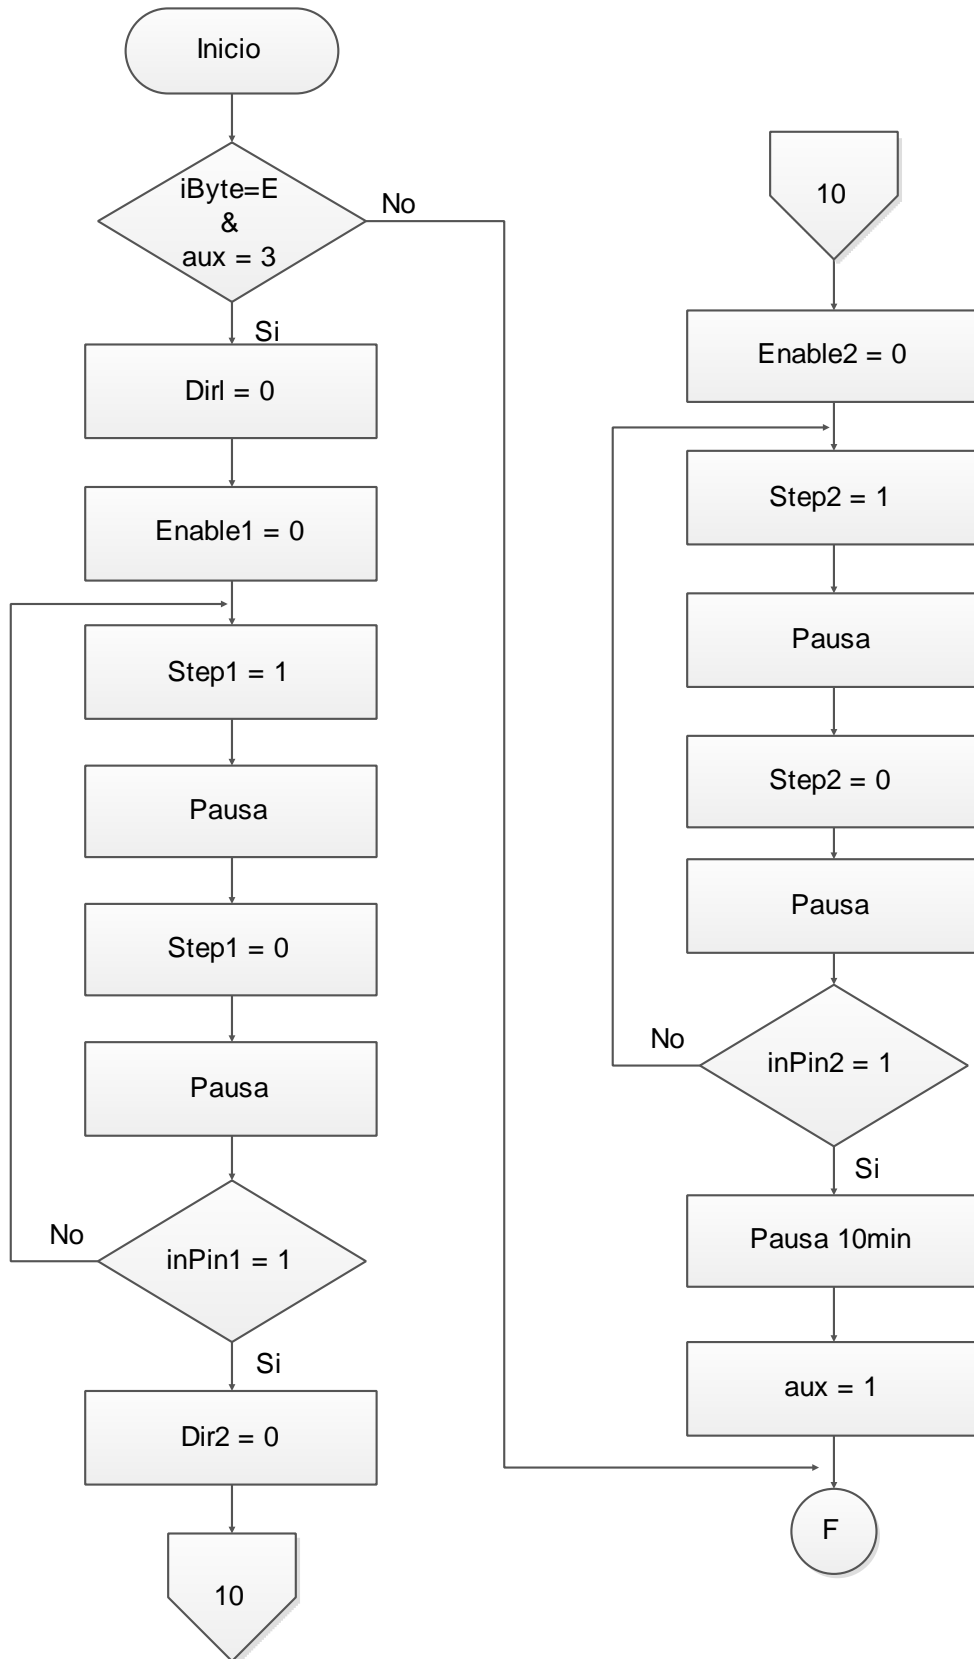 Inicio
iByte=E
&
aux = 3
No
Si
Dirl = 0
Enable1 = 0
Step1 = 1
Pausa
Step1 = 0
Pausa
inPin1 = 1
No
Si
Dir2 = 0
10
10
Enable2 = 0
Step2 = 1
Pausa
Step2 = 0
Pausa
inPin2 = 1
No
Si
Pausa 10min
aux = 1
F